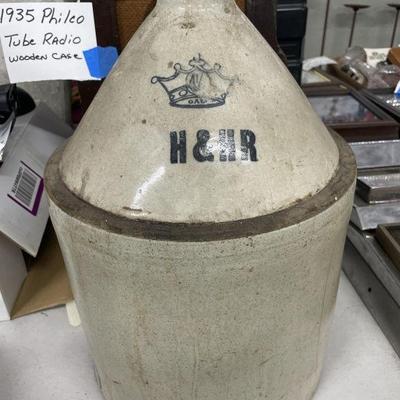 1935 Philco
Tube Radio
WOODEN CASE
GAL
H&HR